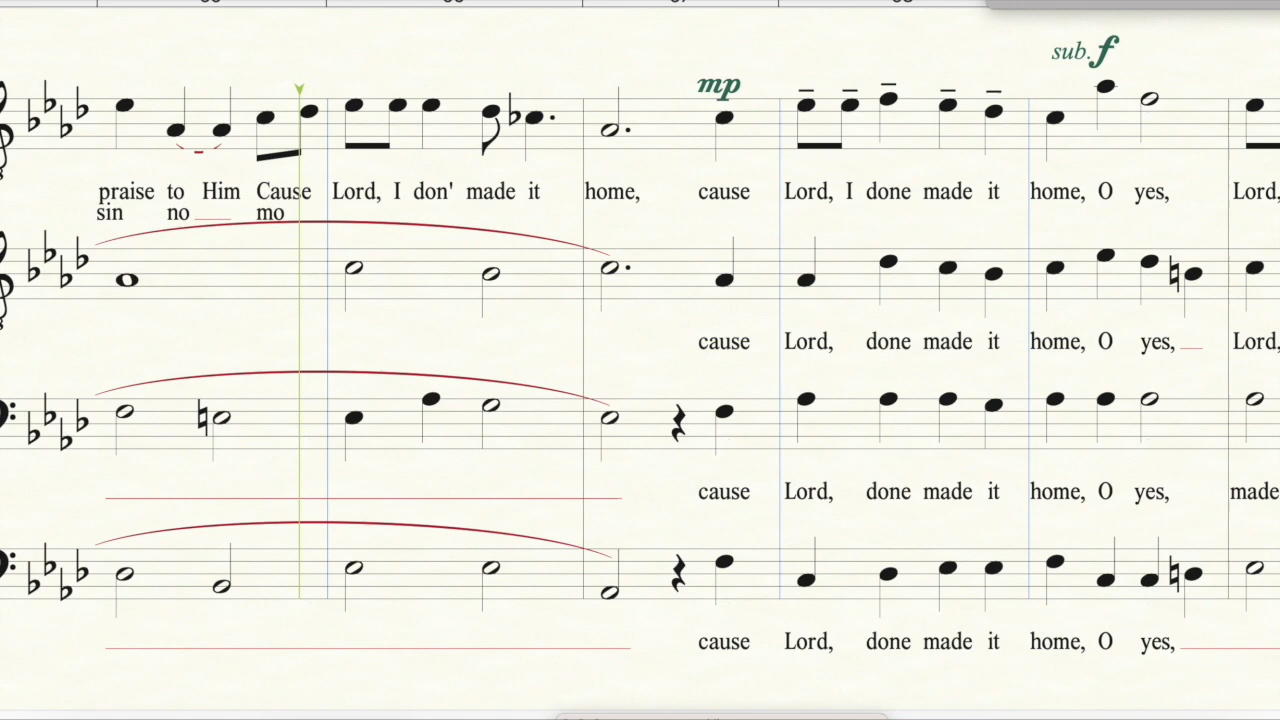 sub. f
mp
praise to Him Cause Lord, I don' made it home, cause Lord, I done made it home, O yes, Lord,
sin no mo
cause Lord, done made it home, O yes, Lord,
cause Lord, done made it home, O yes, made
cause Lord, done made it home, O yes,